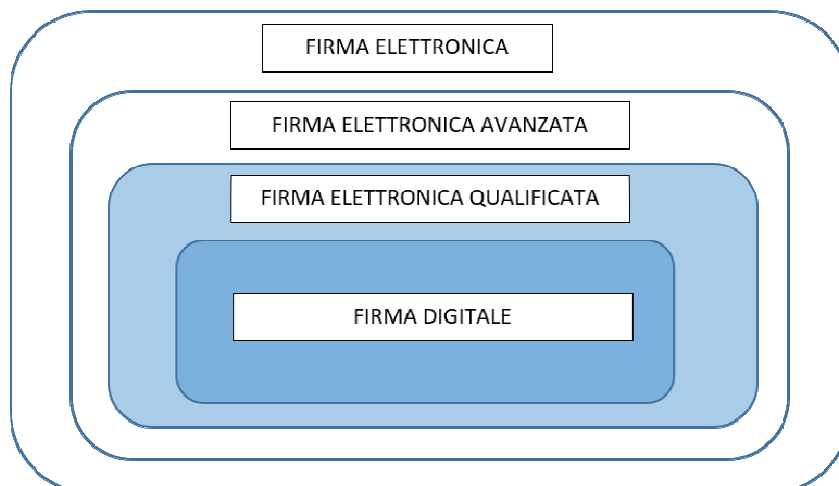 FIRMA ELETTRONICA
FIRMA ELETTRONICA AVANZATA
FIRMA ELETTRONICA QUALIFICATA
FIRMA DIGITALE